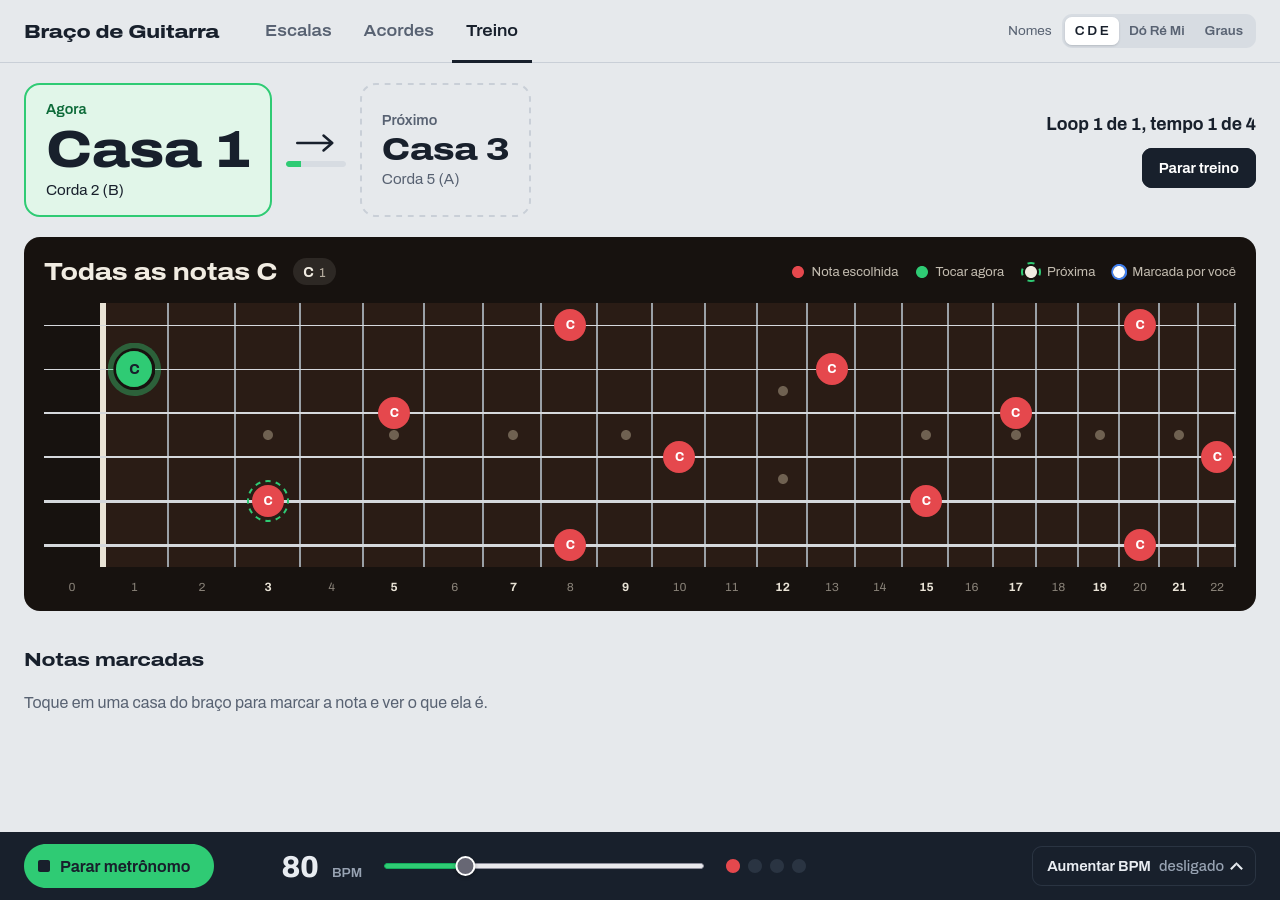 Braço de Guitarra
Escalas Acordes Treino
Nomes C D E Dó Ré Mi Graus
Agora
Casa 1
Corda 2 (B)
Próximo
Casa 3
Corda 5 (A)
Loop 1 de 1, tempo 1 de 4
Parar treino
Todas as notas C C 1
Nota escolhida Tocar agora Próxima Marcada por você
C C
C C
C C
C C
C C
C C
0 1 2 3 4 5 6 7 8 9 10 11 12 13 14 15 16 17 18 19 20 21 22
Notas marcadas
Toque em uma casa do braço para marcar a nota e ver o que ela é.
Parar metrônomo
80 BPM
Aumentar BPM desligado